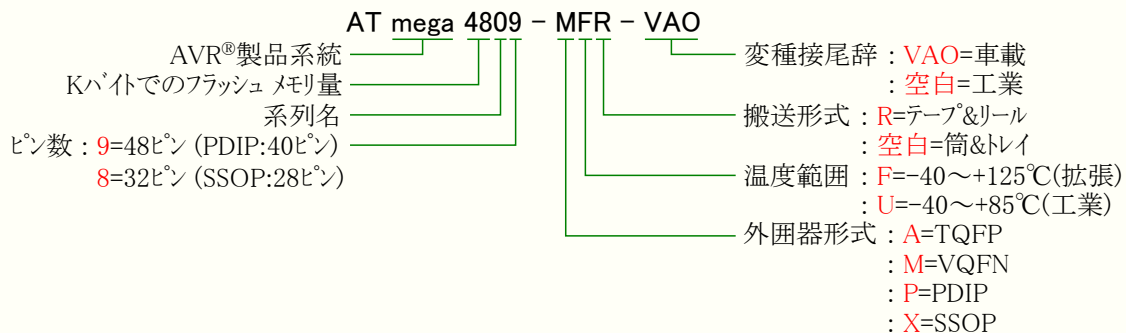 AT mega 4809 - MFR - VAO
AVR®製品系統
Kバイトでのフラッシュ メモリ量
系列名
ピン数 : 9=48ピン (PDIP:40ピン)
8=32ピン (SSOP:28ピン)
変種接尾辞 : VAO=車載
: 空白=工業
搬送形式 : R=テープ&リール
: 空白=筒&トレイ
温度範囲 : F=-40~+125℃(拡張)
: U=-40~+85℃(工業)
外囲器形式 : A=TQFP
: M=VQFN
: P=PDIP
: X=SSOP